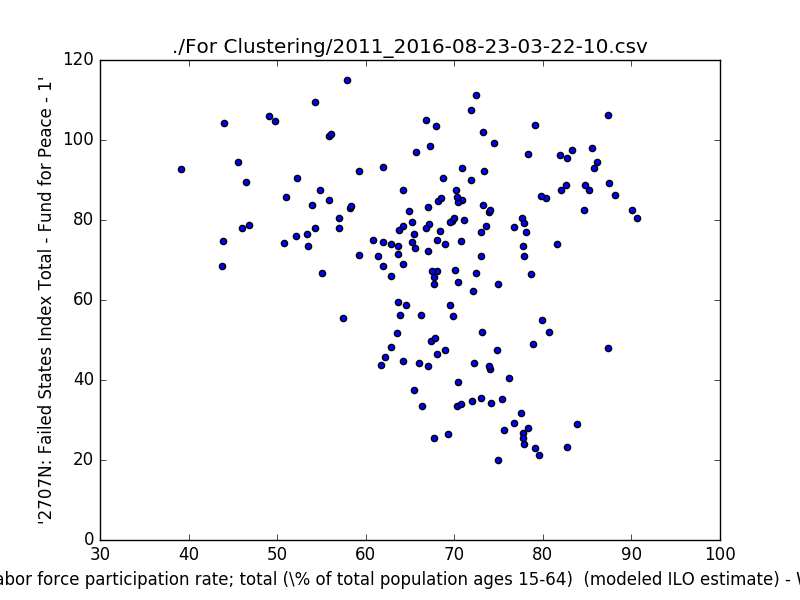 ./For Clustering/2011_2016-08-23-03-22-10.csv
120
100
80
60
40
20
0
'2707N: Failed States Index Total - Fund for Peace - 1'
30 40 50 60 70 80 90 100
force participation rate; total (\% of total population ages 15-64) (modeled ILO estimate) -